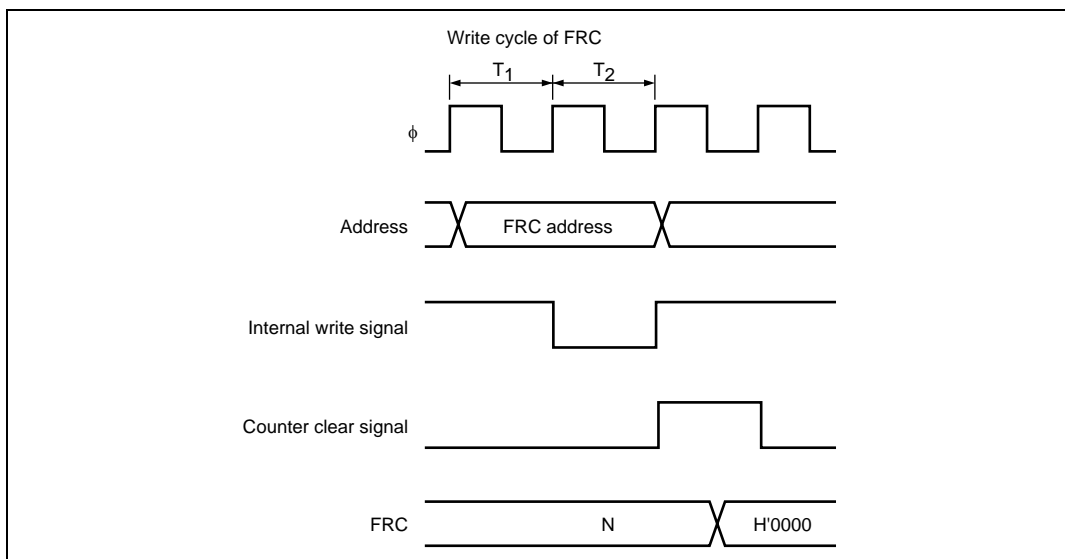 Write cycle of FRC
T1 T2
ϕ
Address FRC address
Internal write signal
Counter clear signal
FRC N H'0000